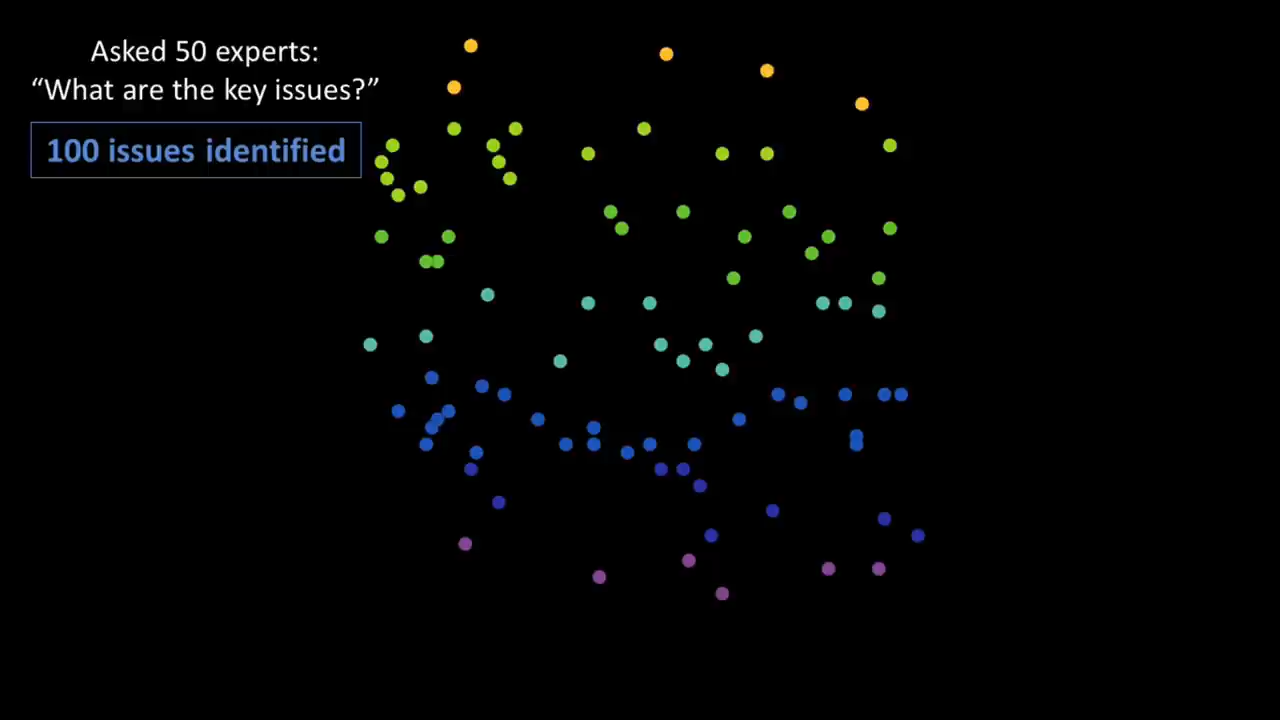 Asked 50 experts:
“What are the key issues?”
100 issues identified